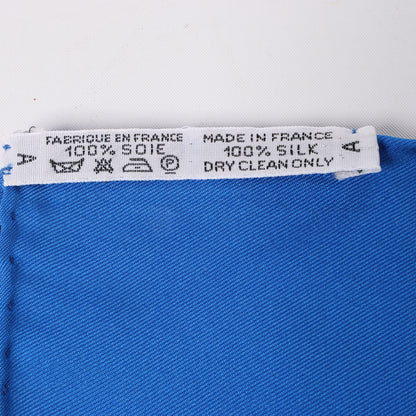 A
FABRIQUE EN FRANCE
100% SOIE
P
MADE IN FRANCE
100% SILK
DRY CLEAN ONLY
A